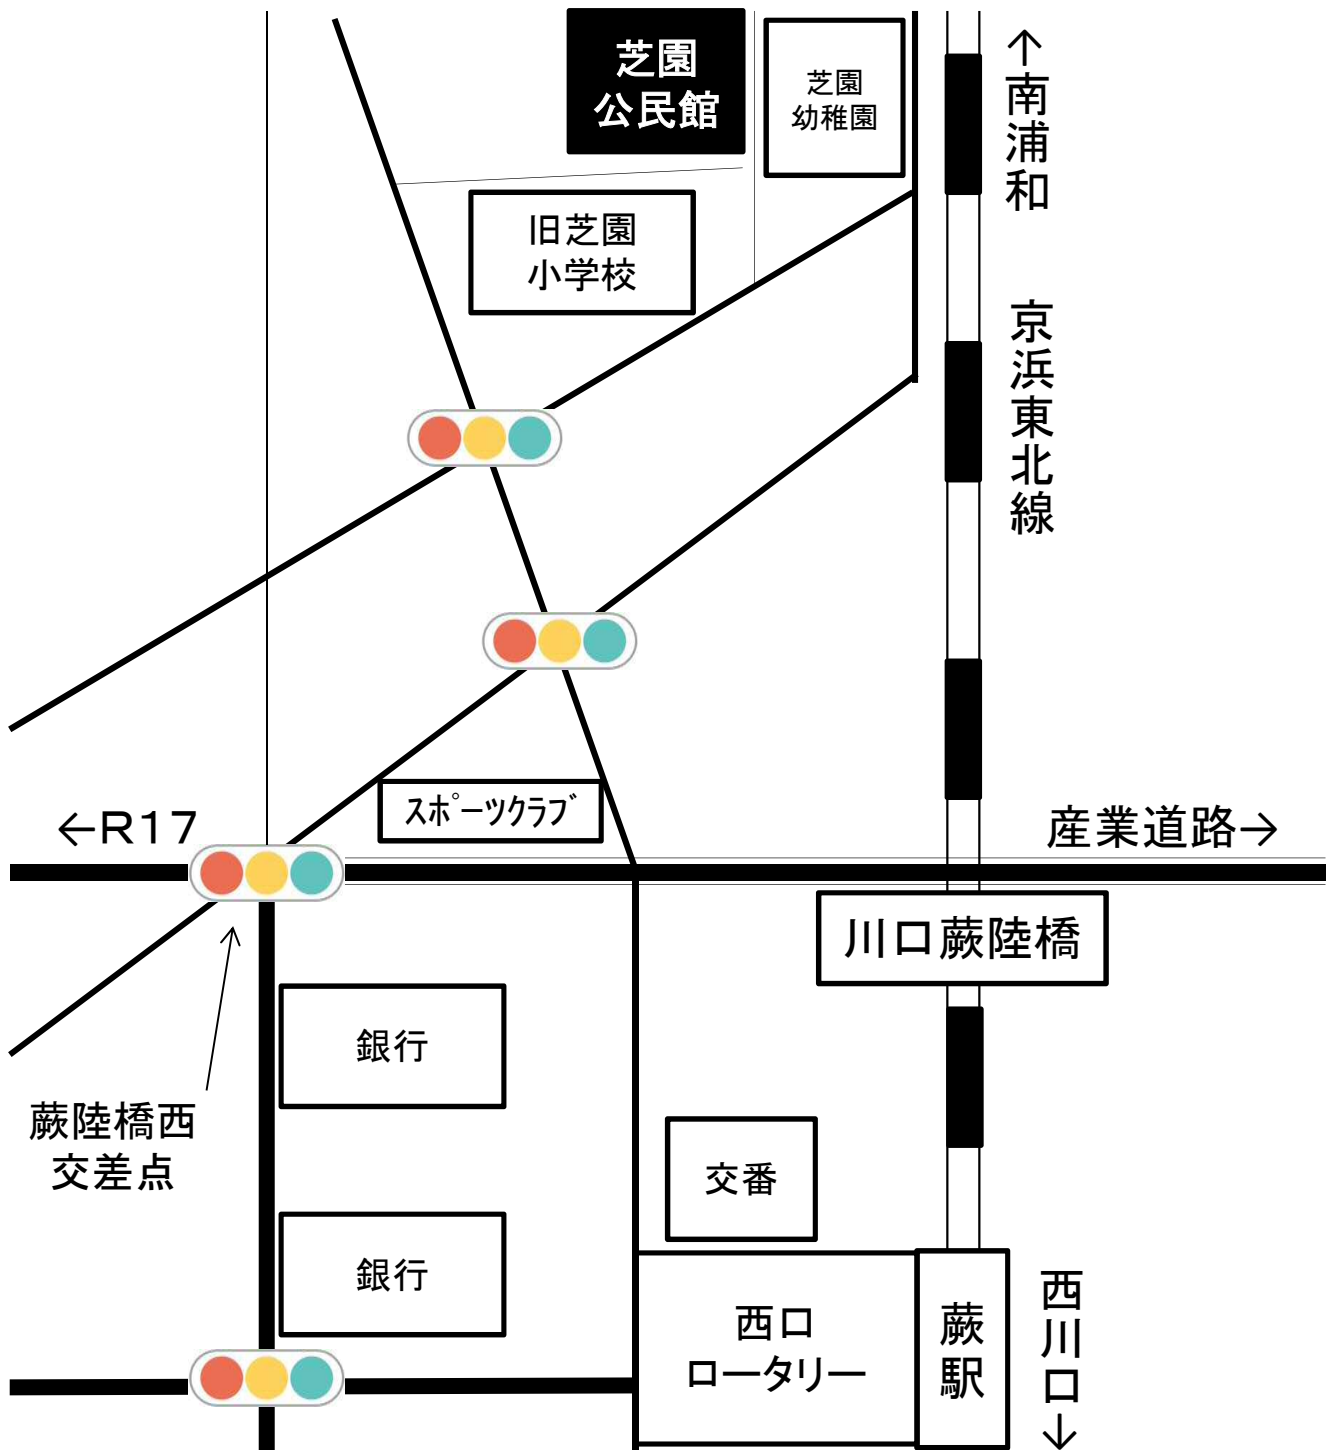 芝園
公民館
芝園
幼稚園
↑南浦和
旧芝園
小学校
京浜東北線
スポーツクラブ
←R17
産業道路→
川口蕨陸橋
銀行
蕨陸橋西
交差点
交番
銀行
西口
ロータリー
蕨駅
西川口↓